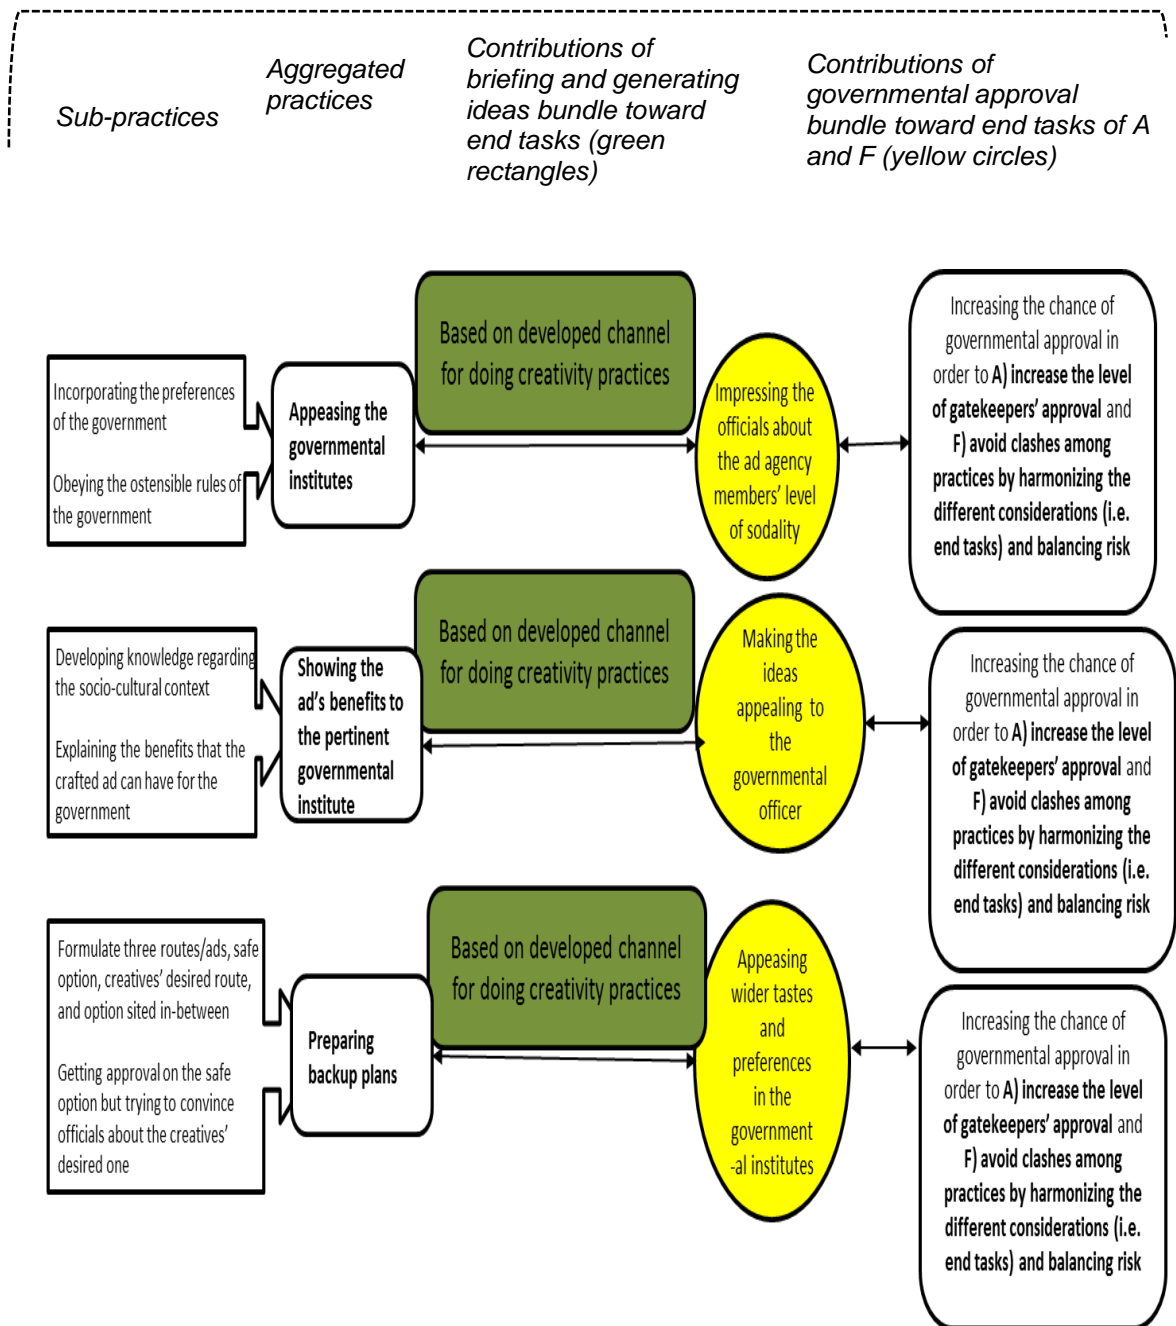 Sub-practices
Aggregated
practices
Contributions of
briefing and generating
ideas bundle toward
end tasks (green
rectangles)
Contributions of
governmental approval
bundle toward end tasks of A
and F (yellow circles)
Incorporating the preferences
of the government
Obeying the ostensible rules of
the government
Appeasing the
governmental
institutes
Based on developed channel
for doing creativity practices
Impressing the
officials about
the ad agency
members' level
of sodality
Increasing the chance of
governmental approval in
order to A) increase the level
of gatekeepers' approval and
F) avoid clashes among
practices by harmonizing the
different considerations (i.e.
end tasks) and balancing risk
Developing knowledge regarding
the socio-cultural context
Explaining the benefits that the
crafted ad can have for the
government
Showing the
ad's benefits to
the pertinent
governmental
institute
Based on developed channel
for doing creativity practices
Making the
ideas
appealing to
the
governmental
officer
Increasing the chance of
governmental approval in
order to A) increase the level
of gatekeepers' approval and
F) avoid clashes among
practices by harmonizing the
different considerations (i.e.
end tasks) and balancing risk
Formulate three routes/ads, safe
option, creatives' desired route,
and option sited in-between
Getting approval on the safe
option but trying to convince
officials about the creatives'
desired one
Preparing
backup plans
Based on developed channel
for doing creativity practices
Appeasing
wider tastes
and
preferences
in the
government
-al institutes
Increasing the chance of
governmental approval in
order to A) increase the level
of gatekeepers' approval and
F) avoid clashes among
practices by harmonizing the
different considerations (i.e.
end tasks) and balancing risk